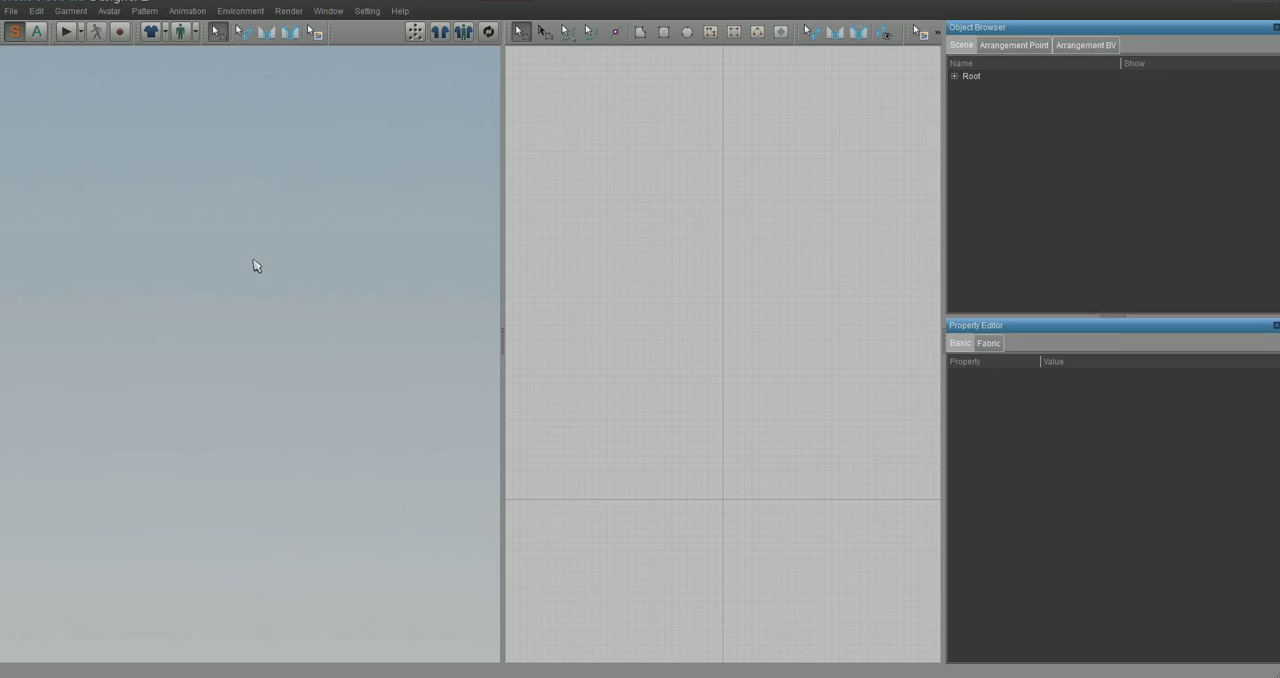 File Edit Garment Avatar Pattern Animation Environment Render Window Setting Help
S A
Object Browser
Scene Arrangement Point Arrangement BV
Name Show
Root
Property Editor
Basic Fabric
Property Value